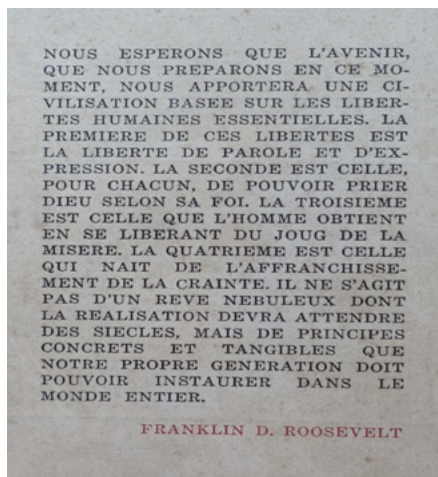 NOUS ESPERONS QUE L'AVENIR,
QUE NOUS PREPARONS EN CE MO-
MENT, NOUS APPORTERA UNE CI-
VILISATION BASEE SUR LES LIBER-
TES HUMAINES ESSENTIELLES. LA
PREMIERE DE CES LIBERTES EST
LA LIBERTE DE PAROLE ET D'EX-
PRESSION. LA SECONDE EST CELLE,
POUR CHACUN, DE POUVOIR PRIER
DIEU SELON SA FOI. LA TROISIEME
EST CELLE QUE L'HOMME OBTIENT
EN SE LIBERANT DU JOUG DE LA
MISERE. LA QUATRIEME EST CELLE
QUI NAIT DE L'AFFRANCHISSE-
MENT DE LA CRAINTE. IL NE S'AGIT
PAS D'UN REVE NEBULEUX DONT
LA REALISATION DEVRA ATTENDRE
DES SIECLES, MAIS DE PRINCIPES
CONCRETS ET TANGIBLES QUE
NOTRE PROPRE GENERATION DOIT
POUVOIR INSTAURER DANS LE
MONDE ENTIER.
FRANKLIN D. ROOSEVELT